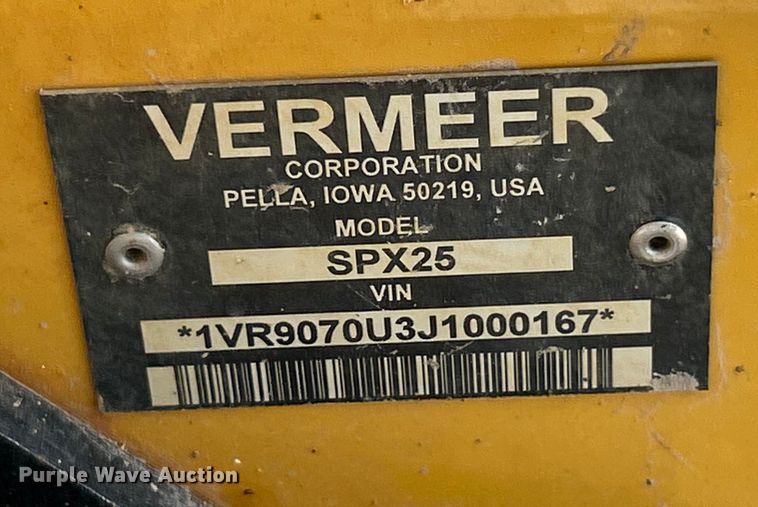 VERMEER
CORPORATION
PELLA, IOWA 50219, USA
MODEL
SPX25
VIN
*1VR9070U3J1000167*
Purple Wave Auction